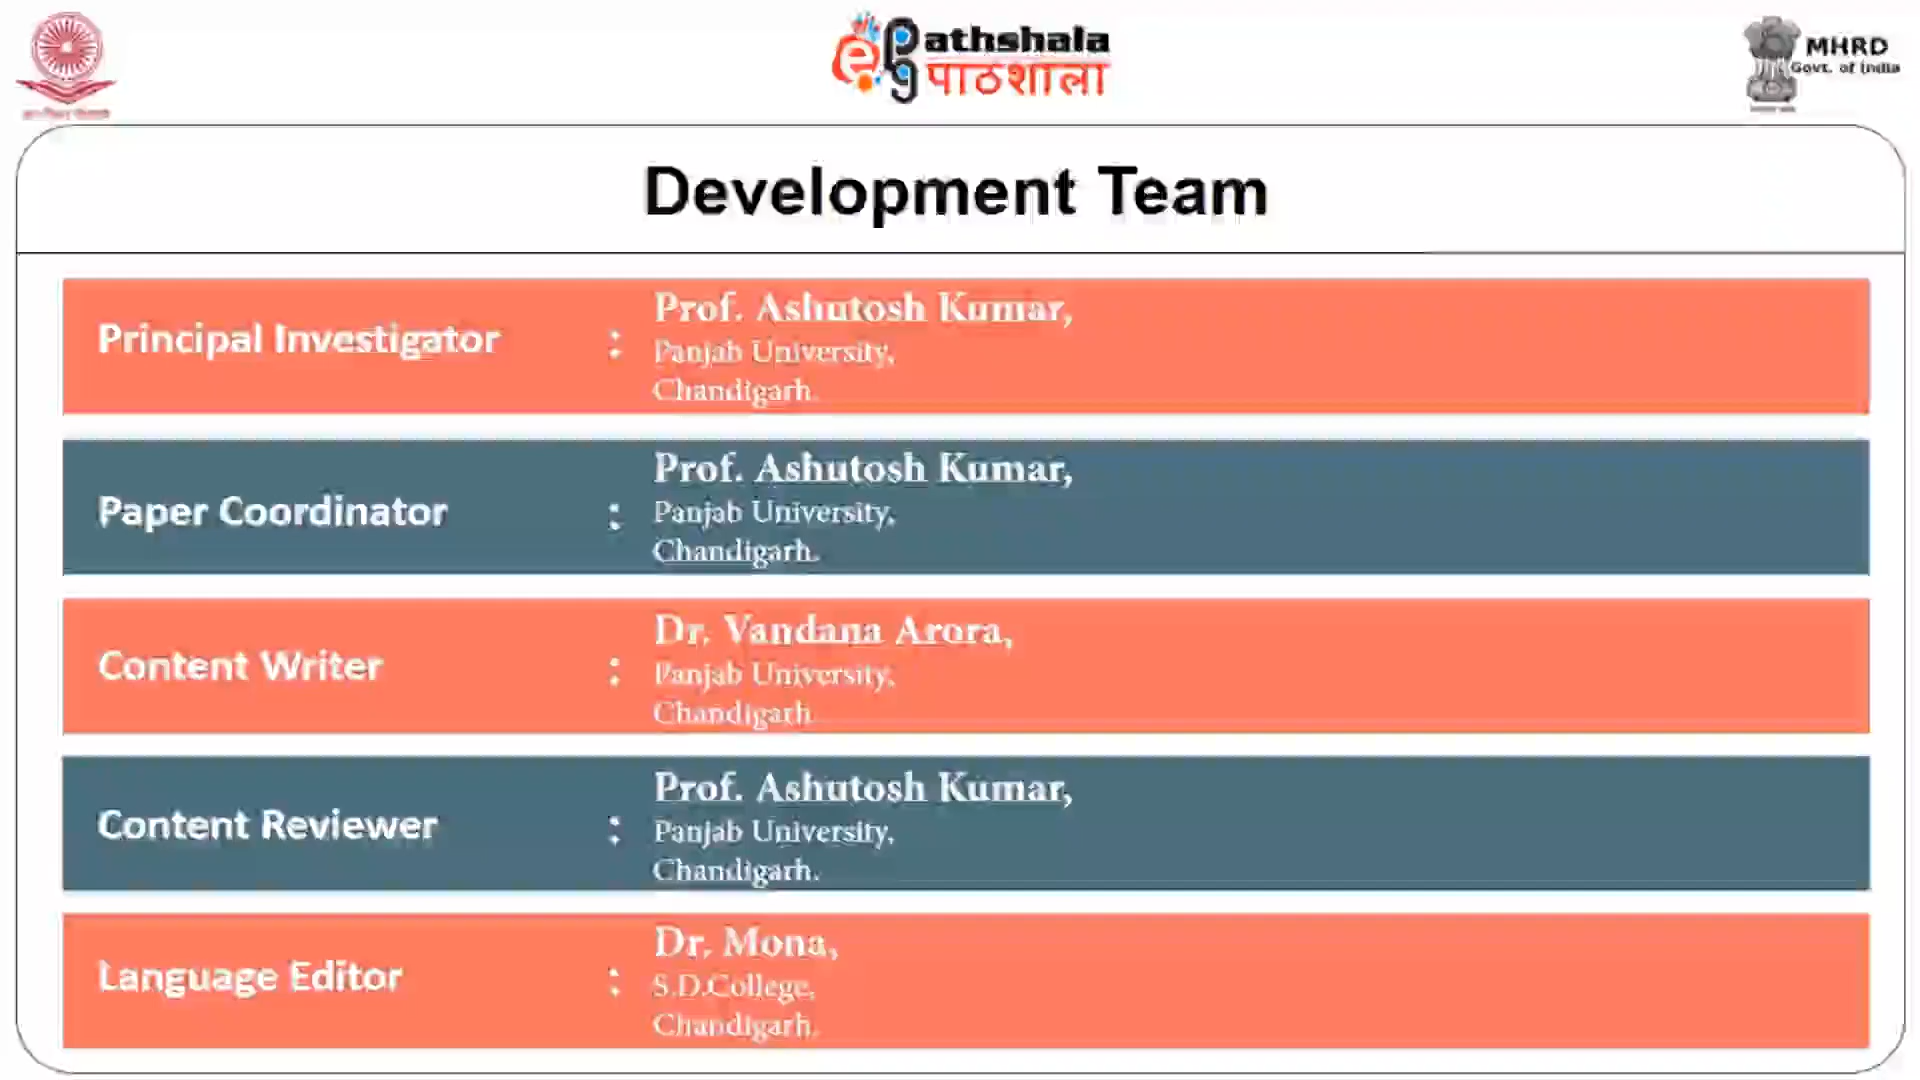 e PG athshala
पाठशाला
MHRD
Govt. of India
Development Team
Principal Investigator : Prof. Ashutosh Kumar,
Panjab University,
Chandigarh.
Paper Coordinator : Prof. Ashutosh Kumar,
Panjab University,
Chandigarh.
Content Writer : Dr. Vandana Arora,
Panjab University,
Chandigarh.
Content Reviewer : Prof. Ashutosh Kumar,
Panjab University,
Chandigarh.
Language Editor : Dr. Mona,
S.D.College,
Chandigarh.